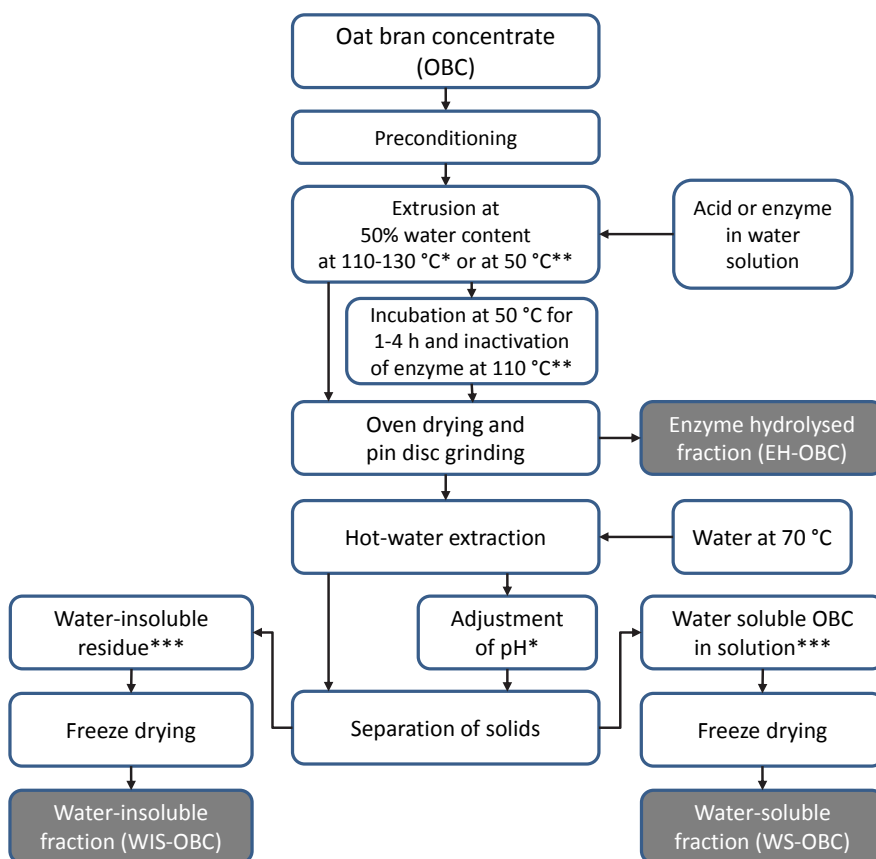 Oat bran concentrate
(OBC)
Preconditioning
Extrusion at
50% water content
at 110-130 °C* or at 50 °C**
Acid or enzyme
in water
solution
Incubation at 50 °C for
1-4 h and inactivation
of enzyme at 110 °C**
Oven drying and
pin disc grinding
Enzyme hydrolysed
fraction (EH-OBC)
Hot-water extraction
Water at 70 °C
Water-insoluble
residue***
Adjustment
of pH*
Water soluble OBC
in solution***
Freeze drying
Separation of solids
Freeze drying
Water-insoluble
fraction (WIS-OBC)
Water-soluble
fraction (WS-OBC)